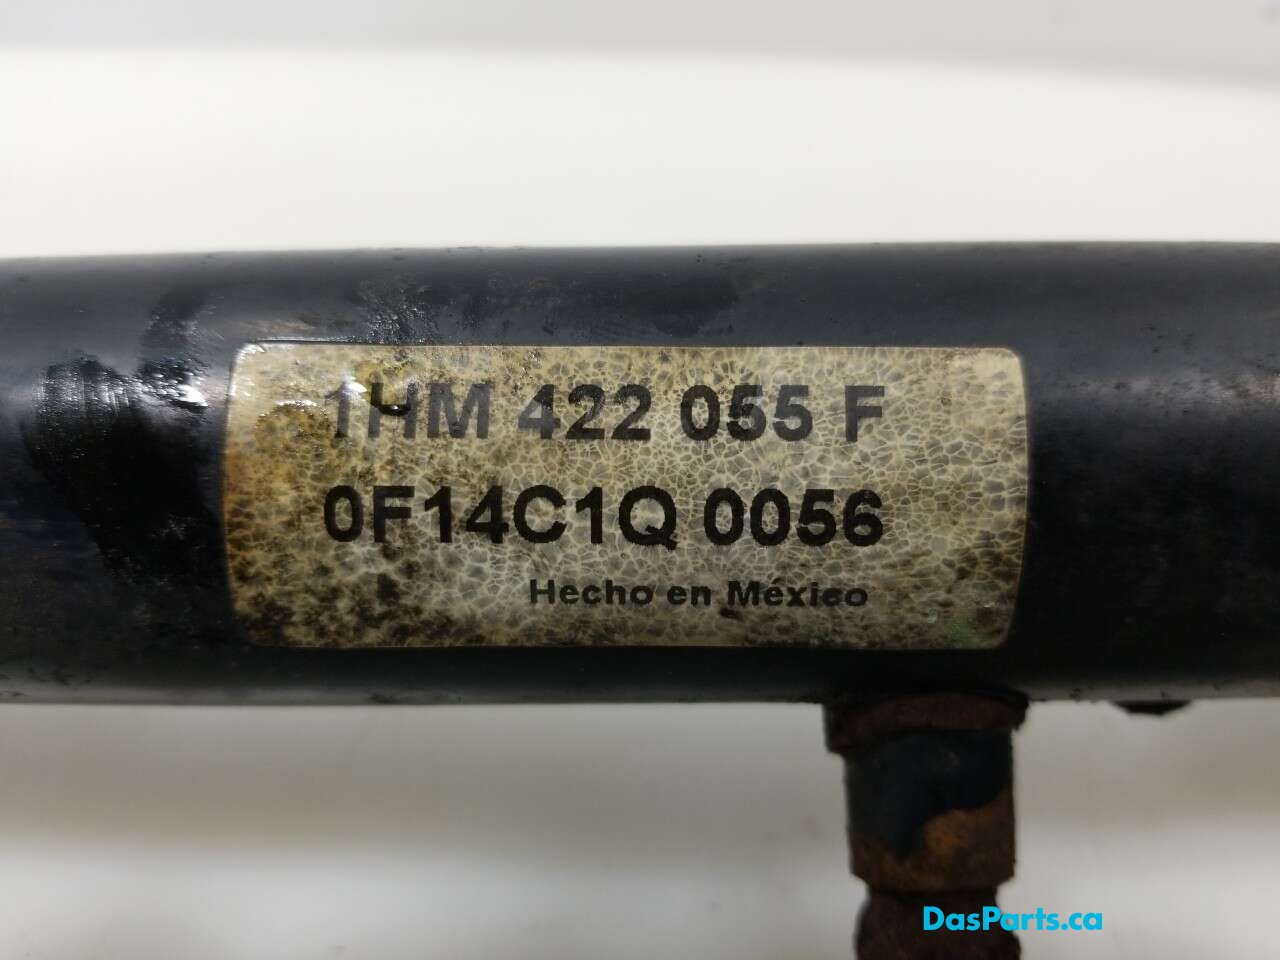 1HM 422 055 F
0F14C1Q 0056
Hecho en México
DasParts.ca